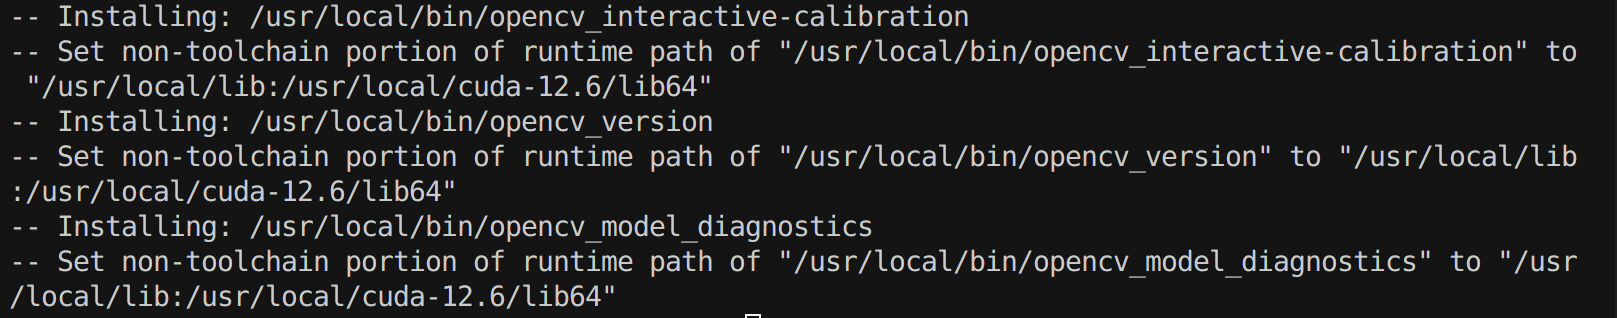 -- Installing: /usr/local/bin/opencv_interactive-calibration
-- Set non-toolchain portion of runtime path of "/usr/local/bin/opencv_interactive-calibration" to
 "/usr/local/lib:/usr/local/cuda-12.6/lib64"
-- Installing: /usr/local/bin/opencv_version
-- Set non-toolchain portion of runtime path of "/usr/local/bin/opencv_version" to "/usr/local/lib
:/usr/local/cuda-12.6/lib64"
-- Installing: /usr/local/bin/opencv_model_diagnostics
-- Set non-toolchain portion of runtime path of "/usr/local/bin/opencv_model_diagnostics" to "/usr
/local/lib:/usr/local/cuda-12.6/lib64"